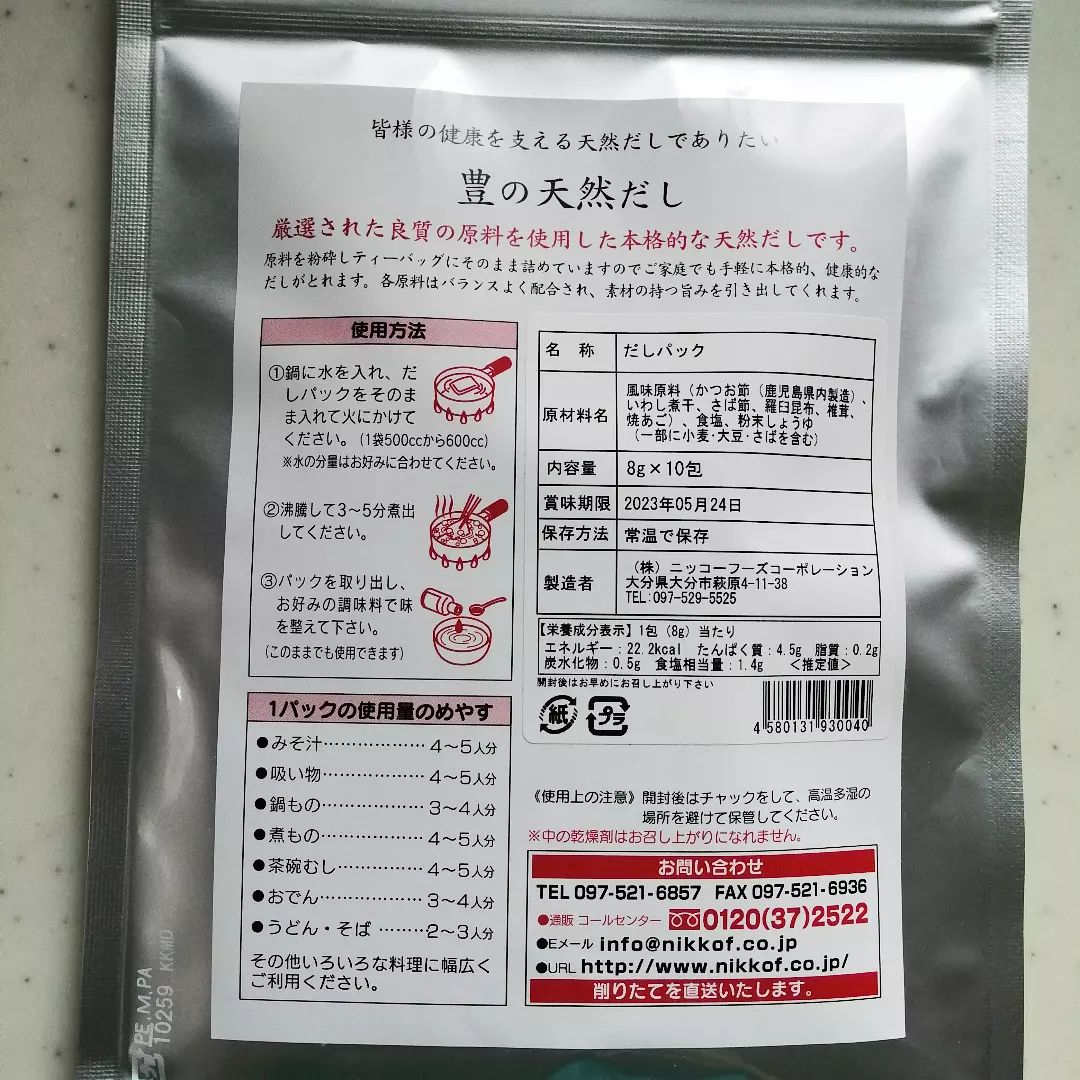 皆様の健康を支える天然だしでありたい
豊の天然だし
厳選された良質の原料を使用した本格的な天然だしです。
原料を粉砕しティーバッグにそのまま詰めていますのでご家庭でも手軽に本格的、健康的な
だしがとれます。各原料はバランスよく配合され、素材の持つ旨みを引き出してくれます。
使用方法
①鍋に水を入れ、だ
しパックをそのま
ま入れて火にかけて
ください。(1袋500ccから600cc)
※水の分量はお好みに合わせてください。
②沸騰して3~5分煮出
してください。
③パックを取り出し、
お好みの調味料で味
を整えて下さい。
(このままでも使用できます)
1パックの使用量のめやす
●みそ汁………………4~5人分
●吸い物………………4~5人分
●鍋もの………………3~4人分
●煮もの………………4~5人分
●茶碗むし……………4~5人分
●おでん………………3~4人分
●うどん・そば………2~3人分
その他いろいろな料理に幅広く
ご利用ください。
名 称 だしパック
原材料名 風味原料(かつお節(鹿児島県内製造)、
いわし煮干、さば節、羅臼昆布、椎茸、
焼あご)、食塩、粉末しょうゆ
(一部に小麦・大豆・さばを含む)
内容量 8g×10包
賞味期限 2023年05月24日
保存方法 常温で保存
製造者 (株)ニッコーフーズコーポレーション
大分県大分市萩原4-11-38
TEL:097-529-5525
【栄養成分表示】1包(8g)当たり
エネルギー:22.2kcal たんぱく質:4.5g 脂質:0.2g
炭水化物:0.5g 食塩相当量:1.4g <推定値>
開封後はお早めにお召し上がり下さい
紙 プラ
4 580131 930040
《使用上の注意》開封後はチャックをして、高温多湿の
場所を避けて保管してください。
※中の乾燥剤はお召し上がりになれません。
お問い合わせ
TEL 097-521-6857 FAX 097-521-6936
●通販 コールセンター 0120(37)2522
●Eメール info@nikkof.co.jp
●URL http://www.nikkof.co.jp/
削りたてを直送いたします。
PE.M.PA
10259 KKWD